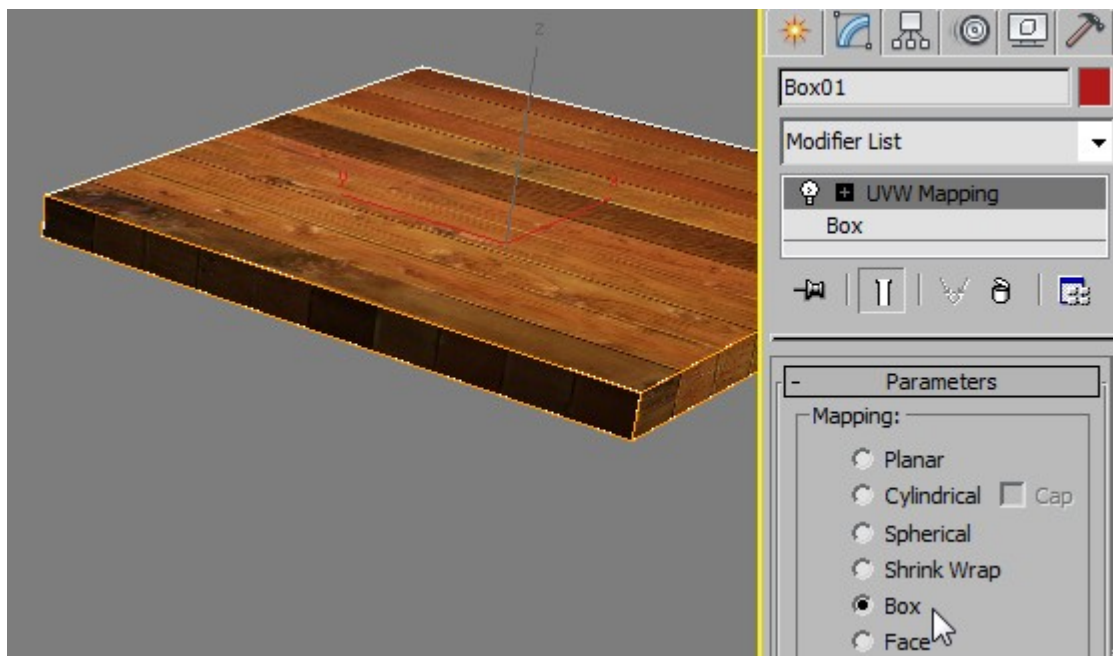 z
Box01
Modifier List
UVW Mapping
Box
- Parameters
Mapping:
Planar
Cylindrical Cap
Spherical
Shrink Wrap
Box
Face